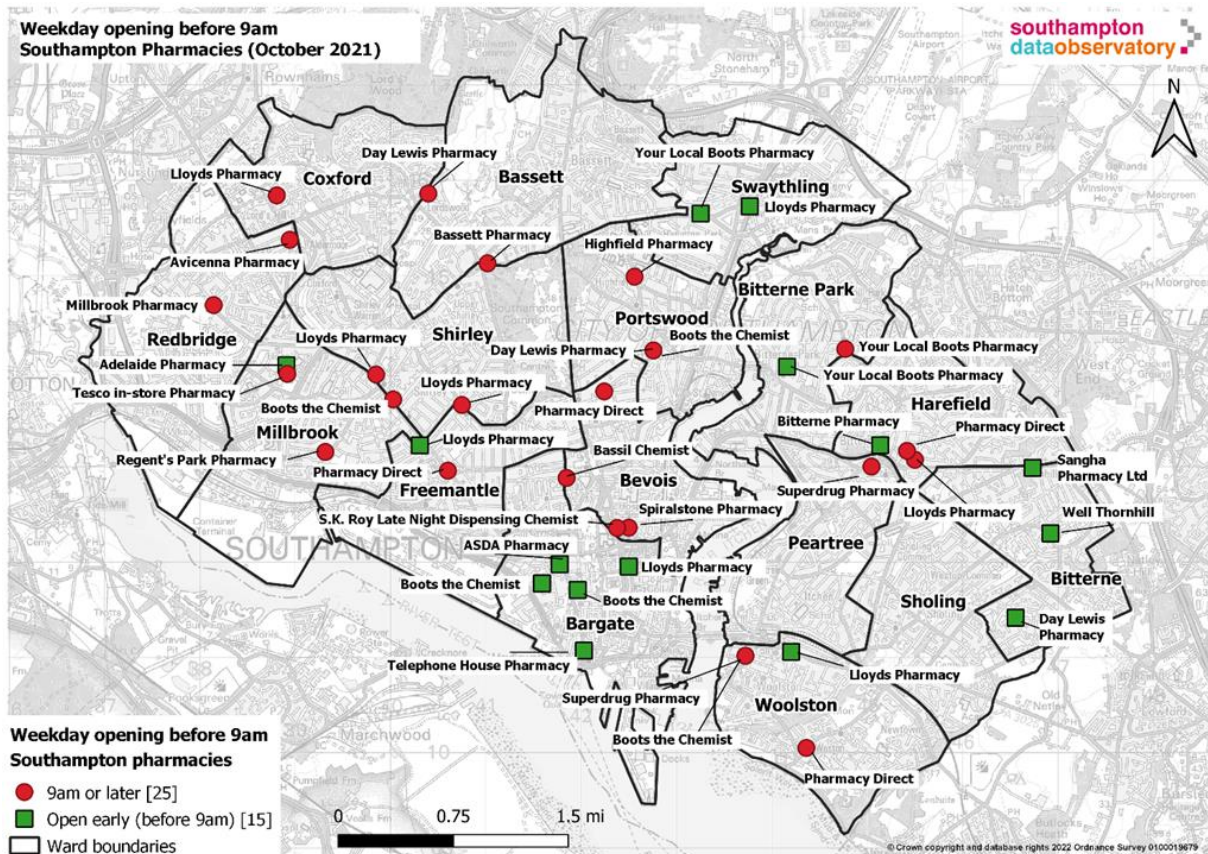 Weekday opening before 9am
Southampton Pharmacies (October 2021)
southampton
dataobservatory
N
Rownhams
North
Stoneham
SOUTHAMPTON AIRPORT
Day Lewis Pharmacy
Your Local Boots Pharmacy
Lloyds Pharmacy
Coxford
Bassett
Swaythling
Lloyds Pharmacy
Bassett Pharmacy
Highfield Pharmacy
Avicenna Pharmacy
Bitterne Park
Millbrook Pharmacy
Redbridge
Shirley
Portswood
Lloyds Pharmacy
Day Lewis Pharmacy
Boots the Chemist
Your Local Boots Pharmacy
Adelaide Pharmacy
Tesco in-store Pharmacy
Lloyds Pharmacy
Your Local Boots Pharmacy
Boots the Chemist
Pharmacy Direct
Harefield
Millbrook
Lloyds Pharmacy
Bitterne Pharmacy
Pharmacy Direct
Regent's Park Pharmacy
Pharmacy Direct
Bassil Chemist
Sangha
Pharmacy Ltd
Freemantle
Bevois
Superdrug Pharmacy
Lloyds Pharmacy
Well Thornhill
S.K. Roy Late Night Dispensing Chemist
Spiralstone Pharmacy
Peartree
SOUTHAMPTON
ASDA Pharmacy
Lloyds Pharmacy
Bitterne
Boots the Chemist
Boots the Chemist
Sholing
Bargate
Day Lewis
Pharmacy
Telephone House Pharmacy
Lloyds Pharmacy
Superdrug Pharmacy
Woolston
Marchwood
Boots the Chemist
Pharmacy Direct
Weekday opening before 9am
Southampton pharmacies
9am or later [25]
Open early (before 9am) [15]
Ward boundaries
0 0.75 1.5 mi
© Crown copyright and database rights 2022 Ordnance Survey 0100019679